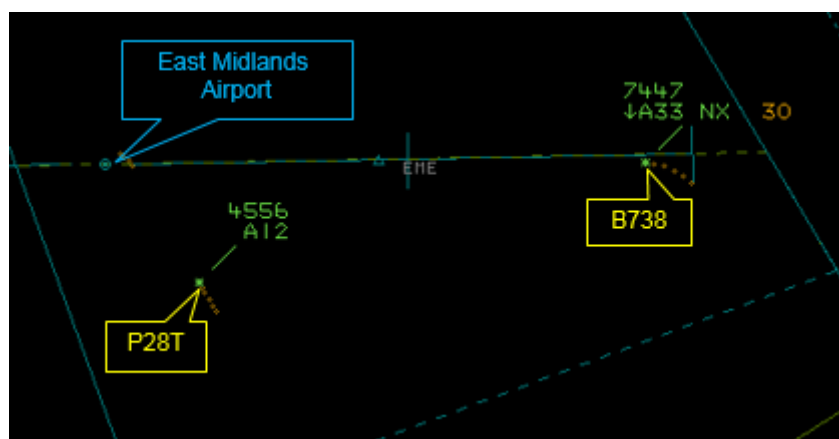 East Midlands
Airport
7447
↓A33 NX 30
EME
4556
A12
B738
P28T